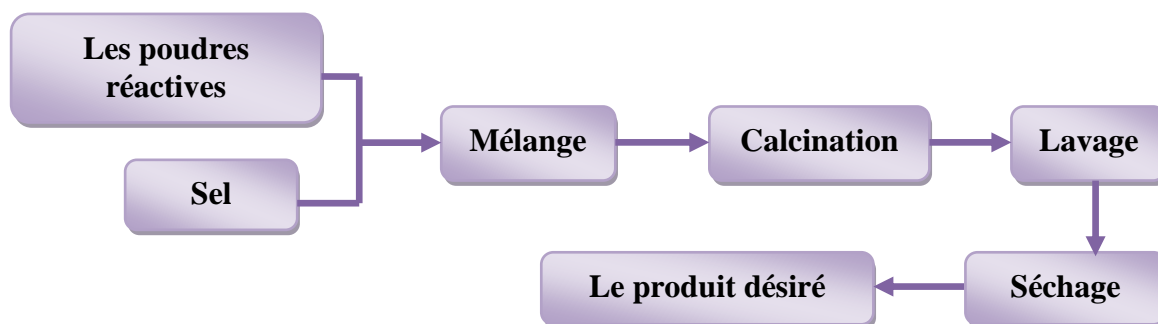 Les poudres
réactives
Sel
Mélange
Calcination
Lavage
Séchage
Le produit désiré